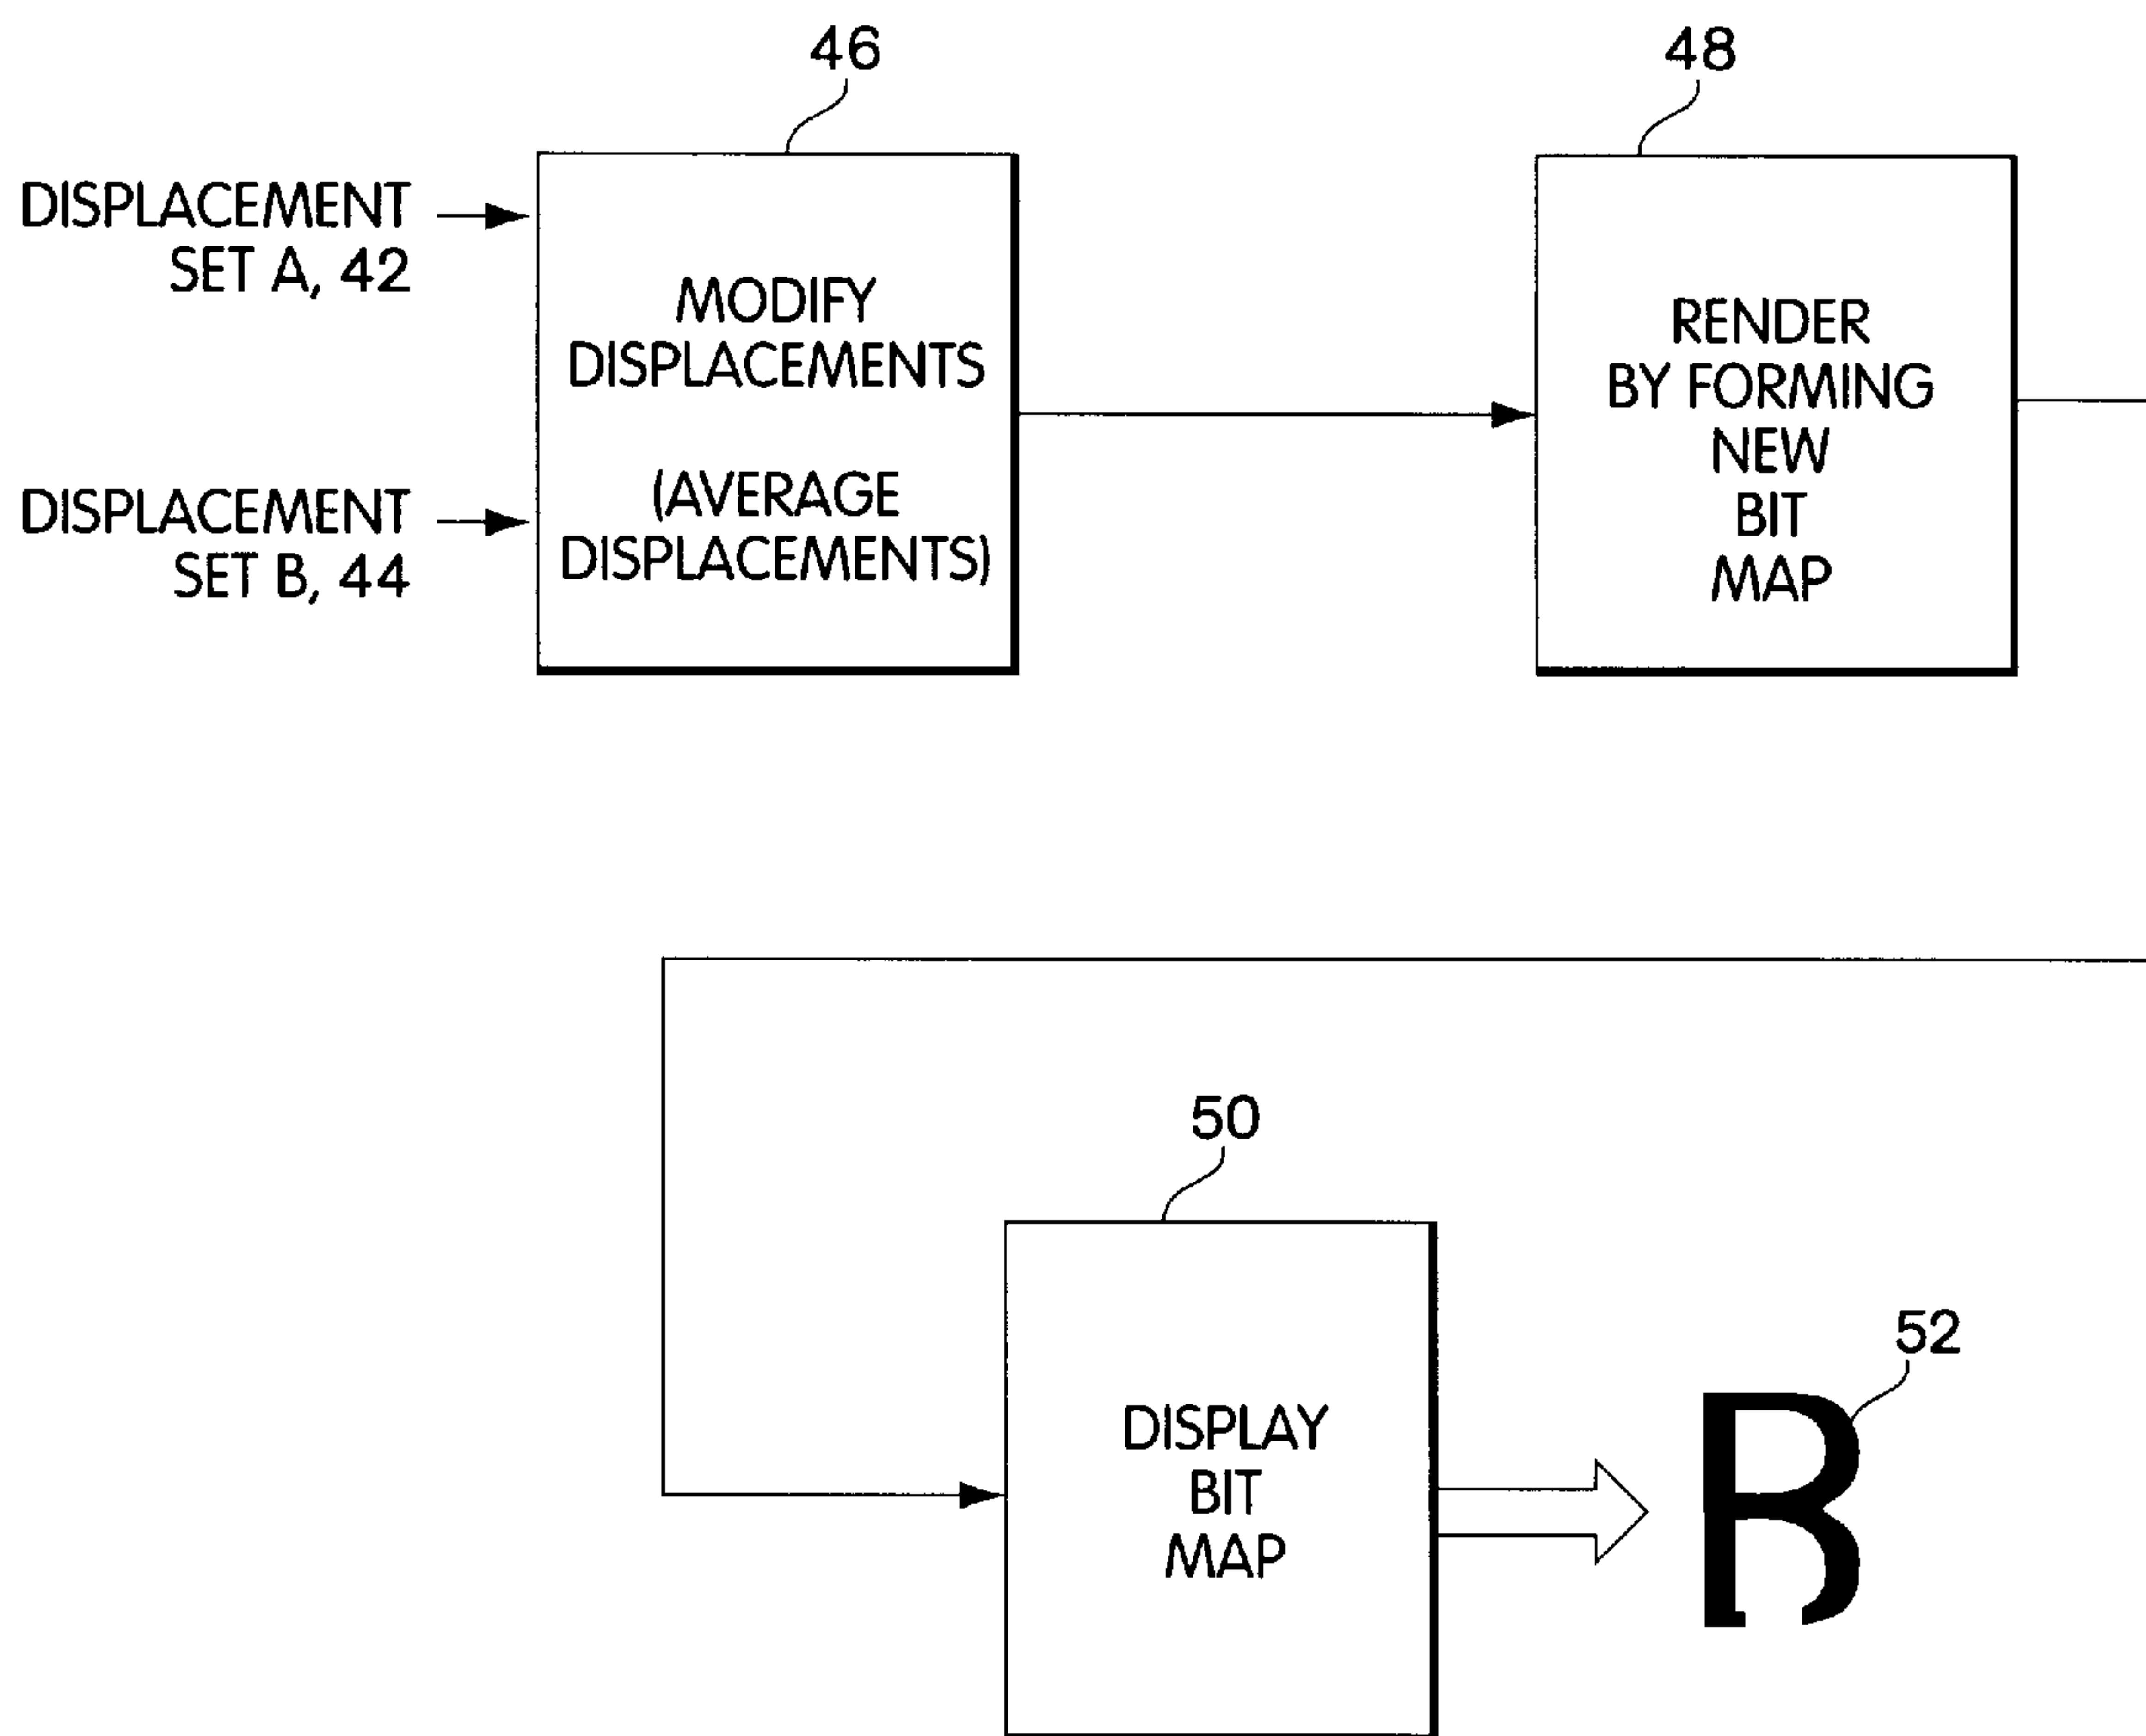 46
48
DISPLACEMENT
SET A, 42
MODIFY
DISPLACEMENTS
(AVERAGE
DISPLACEMENTS)
DISPLACEMENT
SET B, 44
RENDER
BY FORMING
NEW
BIT
MAP
50
DISPLAY
BIT
MAP
52